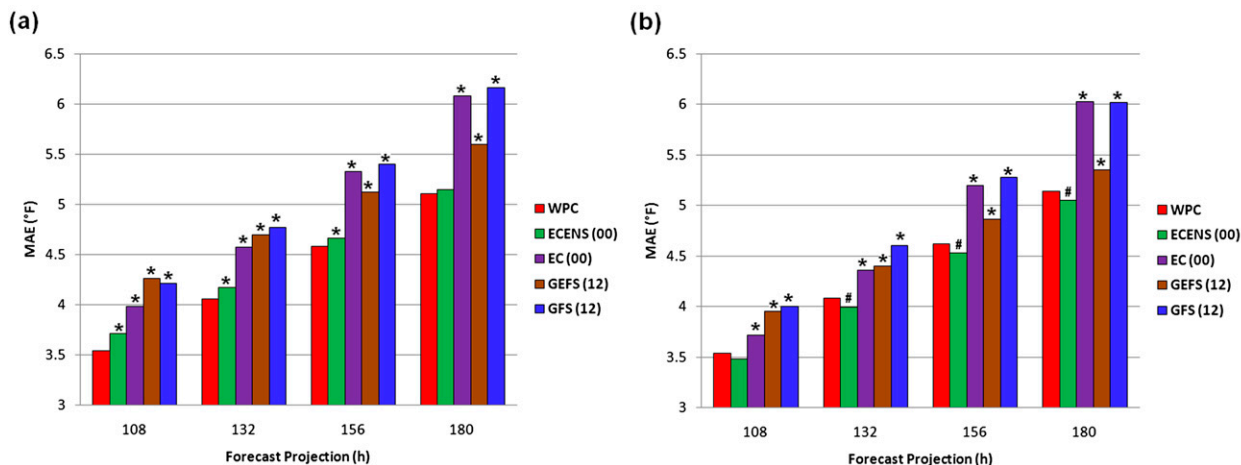 (a)
6.5
6
5.5
5
4.5
4
3.5
3
MAE (°F)
* * * *
* * * *
* * * *
* * *
108 132 156 180
Forecast Projection (h)
WPC
ECENS (00)
EC (00)
GEFS (12)
GFS (12)
(b)
6.5
6
5.5
5
4.5
4
3.5
3
MAE (°F)
* * *
# * * *
# * * *
# * * *
108 132 156 180
Forecast Projection (h)
WPC
ECENS (00)
EC (00)
GEFS (12)
GFS (12)